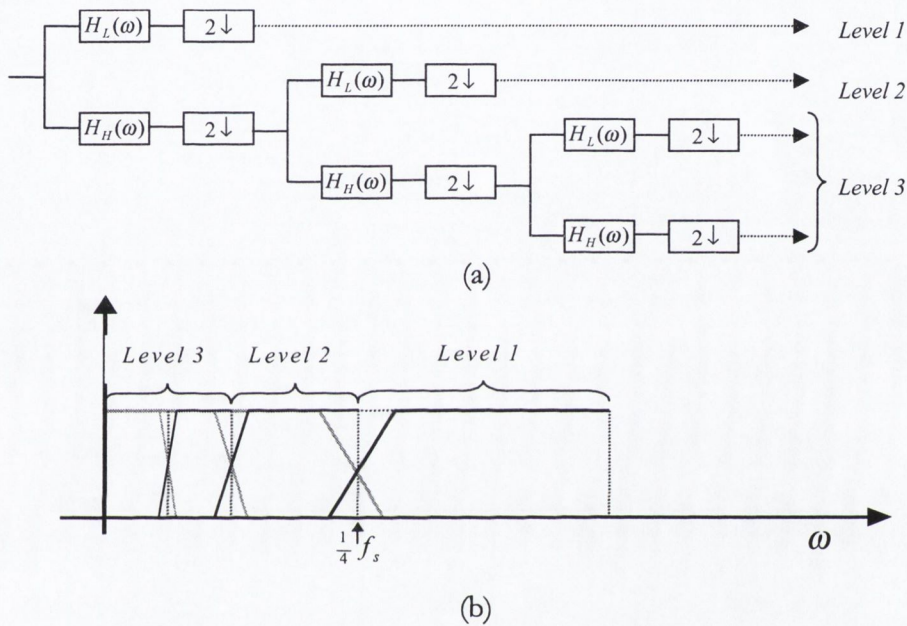 H_L(ω) 2↓ Level 1
H_L(ω) 2↓ Level 2
H_H(ω) 2↓ H_L(ω) 2↓
H_H(ω) 2↓ Level 3
H_H(ω) 2↓
(a)
Level 3 Level 2 Level 1
¼ f_s
ω
(b)